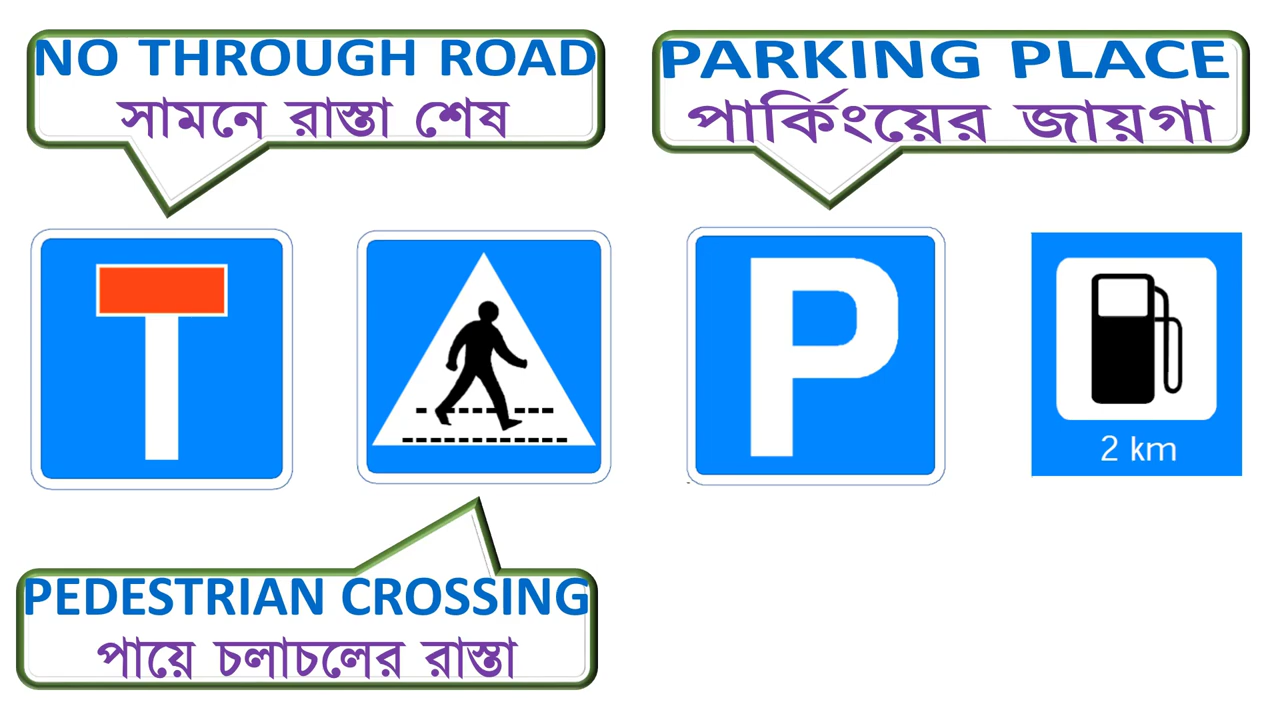 NO THROUGH ROAD
সামনে রাস্তা শেষ
PARKING PLACE
পার্কিংয়ের জায়গা
P
2 km
PEDESTRIAN CROSSING
পায়ে চলাচলের রাস্তা